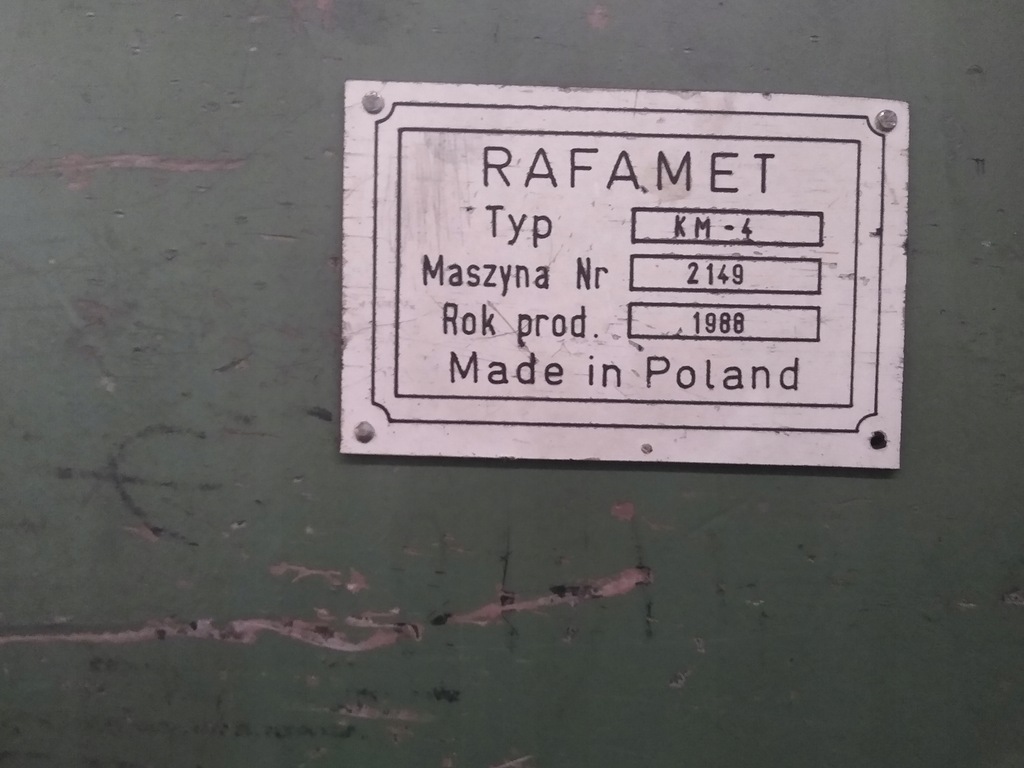 RAFAMET
Typ KM-4
Maszyna Nr 2149
Rok prod. 1988
Made in Poland